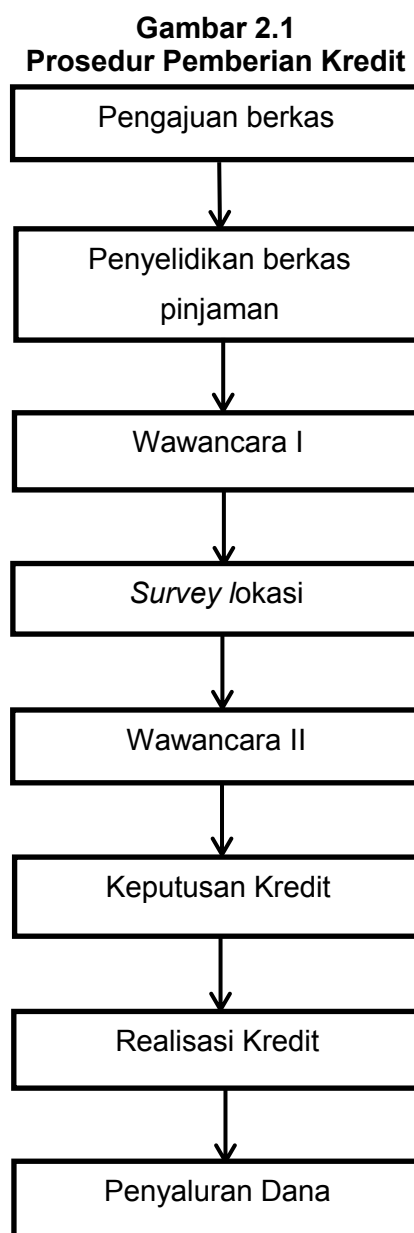 Gambar 2.1
Prosedur Pemberian Kredit
Pengajuan berkas
Penyelidikan berkas
pinjaman
Wawancara I
Survey lokasi
Wawancara II
Keputusan Kredit
Realisasi Kredit
Penyaluran Dana